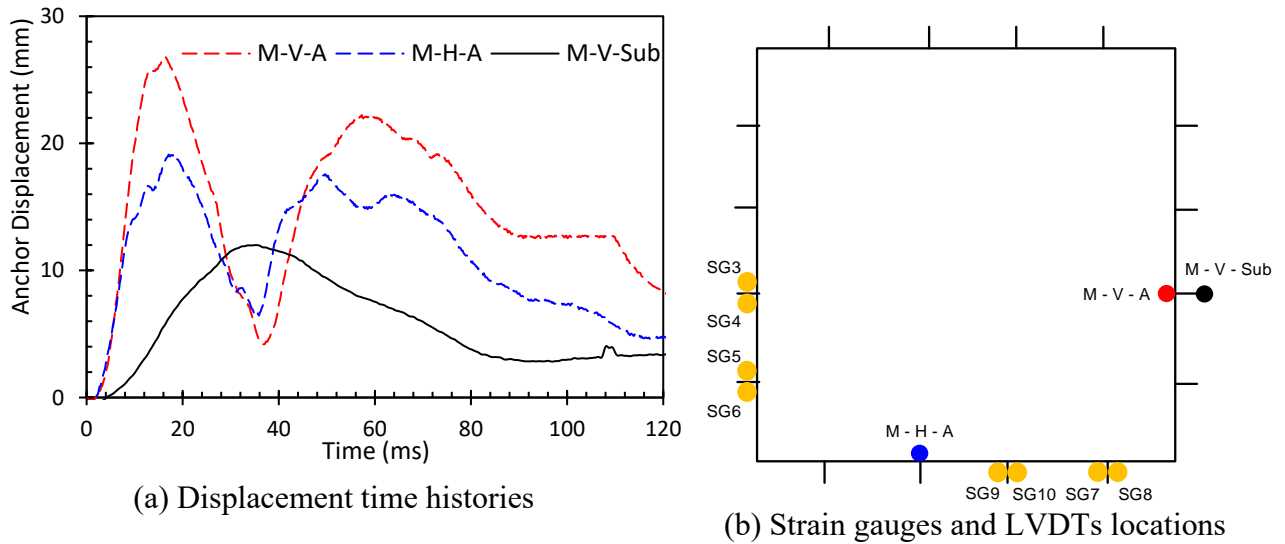 30
20
10
0
Anchor Displacement (mm)
M-V-A
M-H-A
M-V-Sub
0 20 40 60 80 100 120
Time (ms)
(a) Displacement time histories
SG3
SG4
SG5
SG6
M - V - Sub
M - V - A
M - H - A
SG9 SG10 SG7 SG8
(b) Strain gauges and LVDTs locations